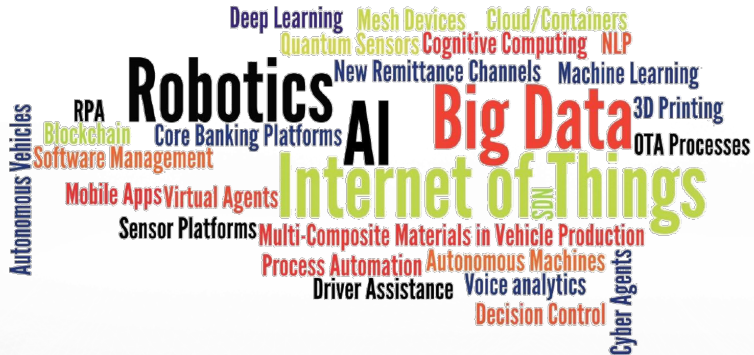 Deep Learning
Mesh Devices
Cloud/Containers
Quantum Sensors
Cognitive Computing
NLP
Robotics
New Remittance Channels
Machine Learning
Big Data
3D Printing
RPA
AI
Blockchain
Core Banking Platforms
OTA Processes
Autonomous Vehicles
Software Management
Internet of Things
Mobile Apps
Virtual Agents
SDN
Sensor Platforms
Multi-Composite Materials in Vehicle Production
Process Automation
Autonomous Machines
Cyber Agents
Driver Assistance
Voice analytics
Decision Control